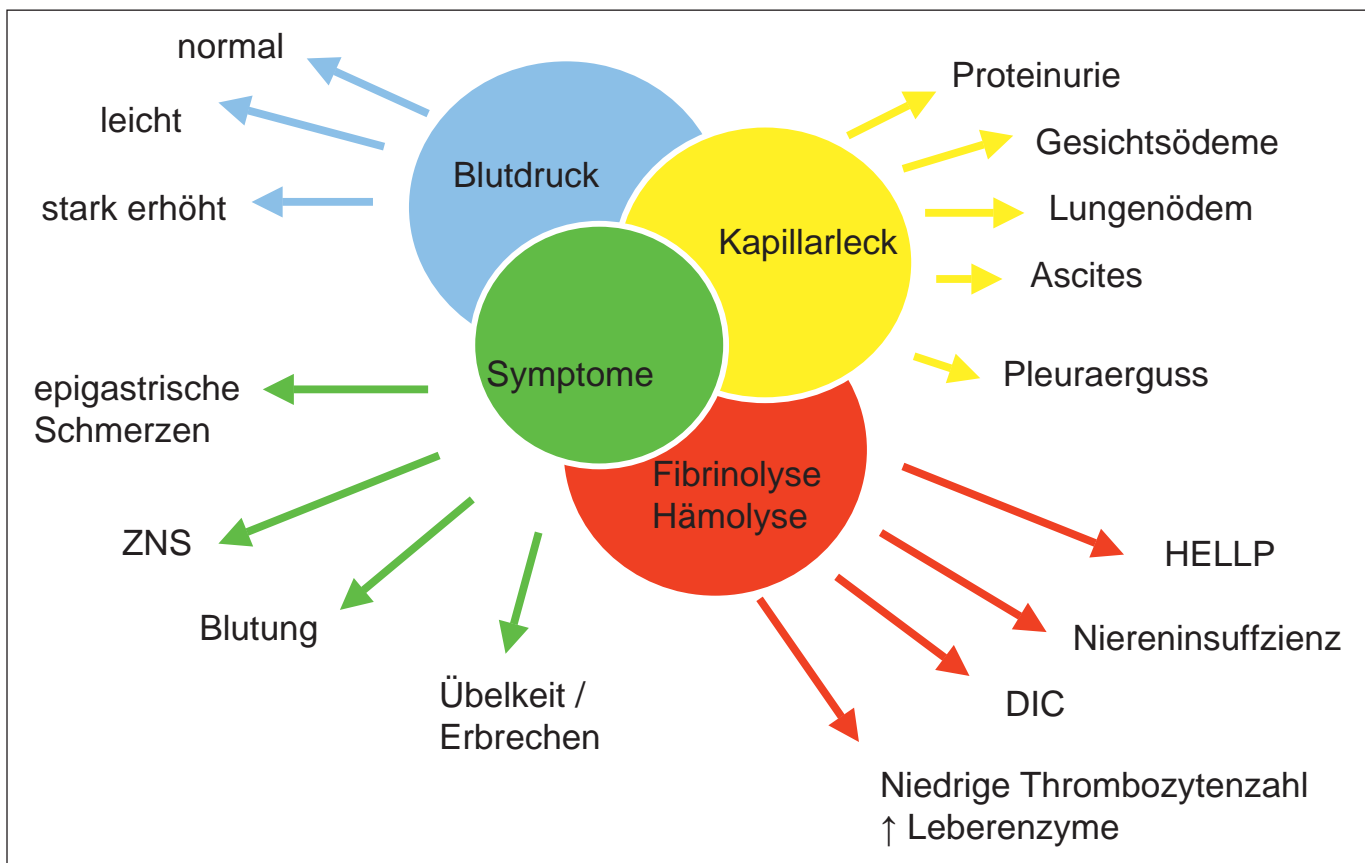 normal
leicht
stark erhöht
Blutdruck
Proteinurie
Gesichtsödeme
Lungenödem
Ascites
Pleuraerguss
Kapillarleck
Symptome
epigastrische
Schmerzen
ZNS
Blutung
Übelkeit /
Erbrechen
Fibrinolyse
Hämolyse
HELLP
Niereninsuffzienz
DIC
Niedrige Thrombozytenzahl
↑ Leberenzyme